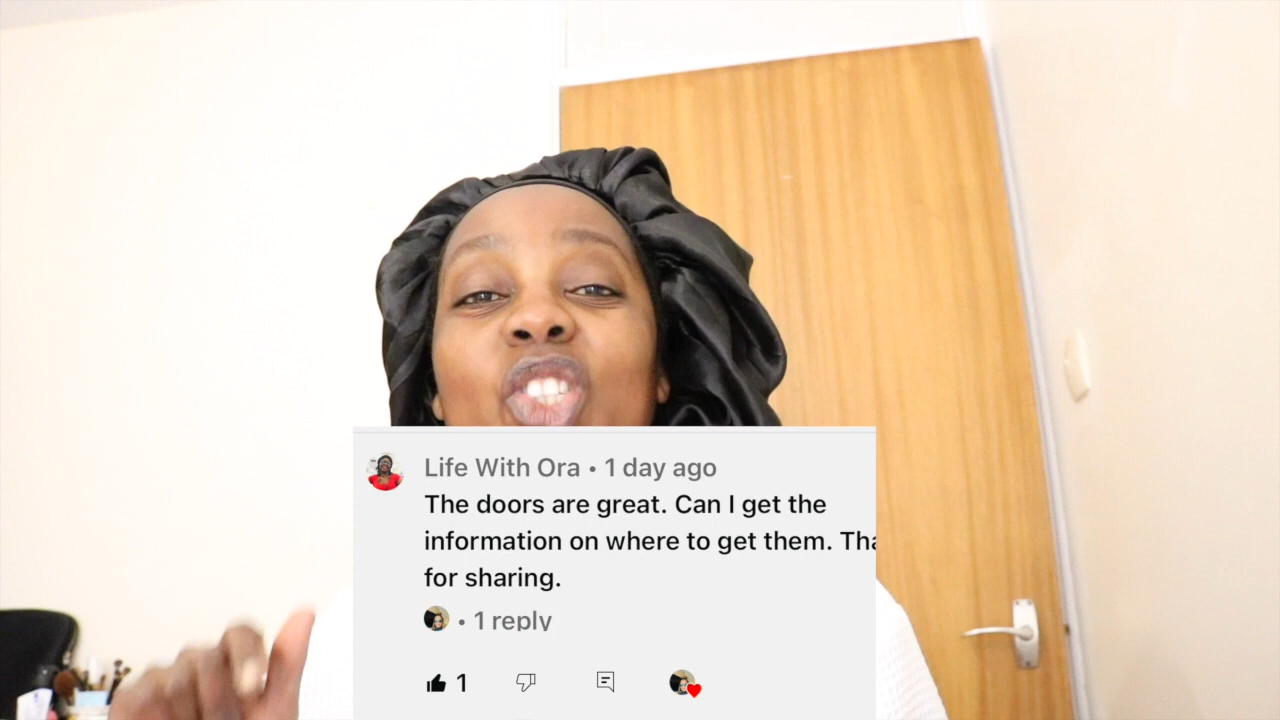 Life With Ora • 1 day ago
The doors are great. Can I get the
information on where to get them.
for sharing.
• 1 reply
1